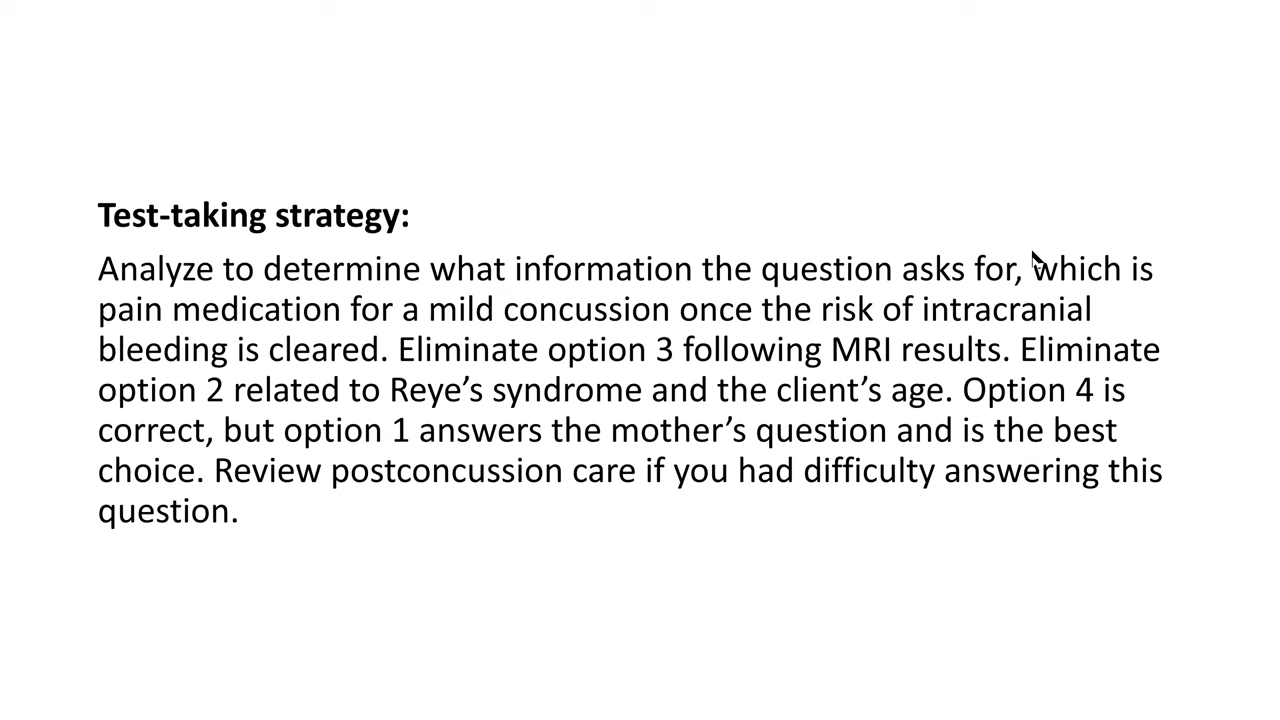 Test-taking strategy:
Analyze to determine what information the question asks for, which is
pain medication for a mild concussion once the risk of intracranial
bleeding is cleared. Eliminate option 3 following MRI results. Eliminate
option 2 related to Reye’s syndrome and the client’s age. Option 4 is
correct, but option 1 answers the mother’s question and is the best
choice. Review postconcussion care if you had difficulty answering this
question.